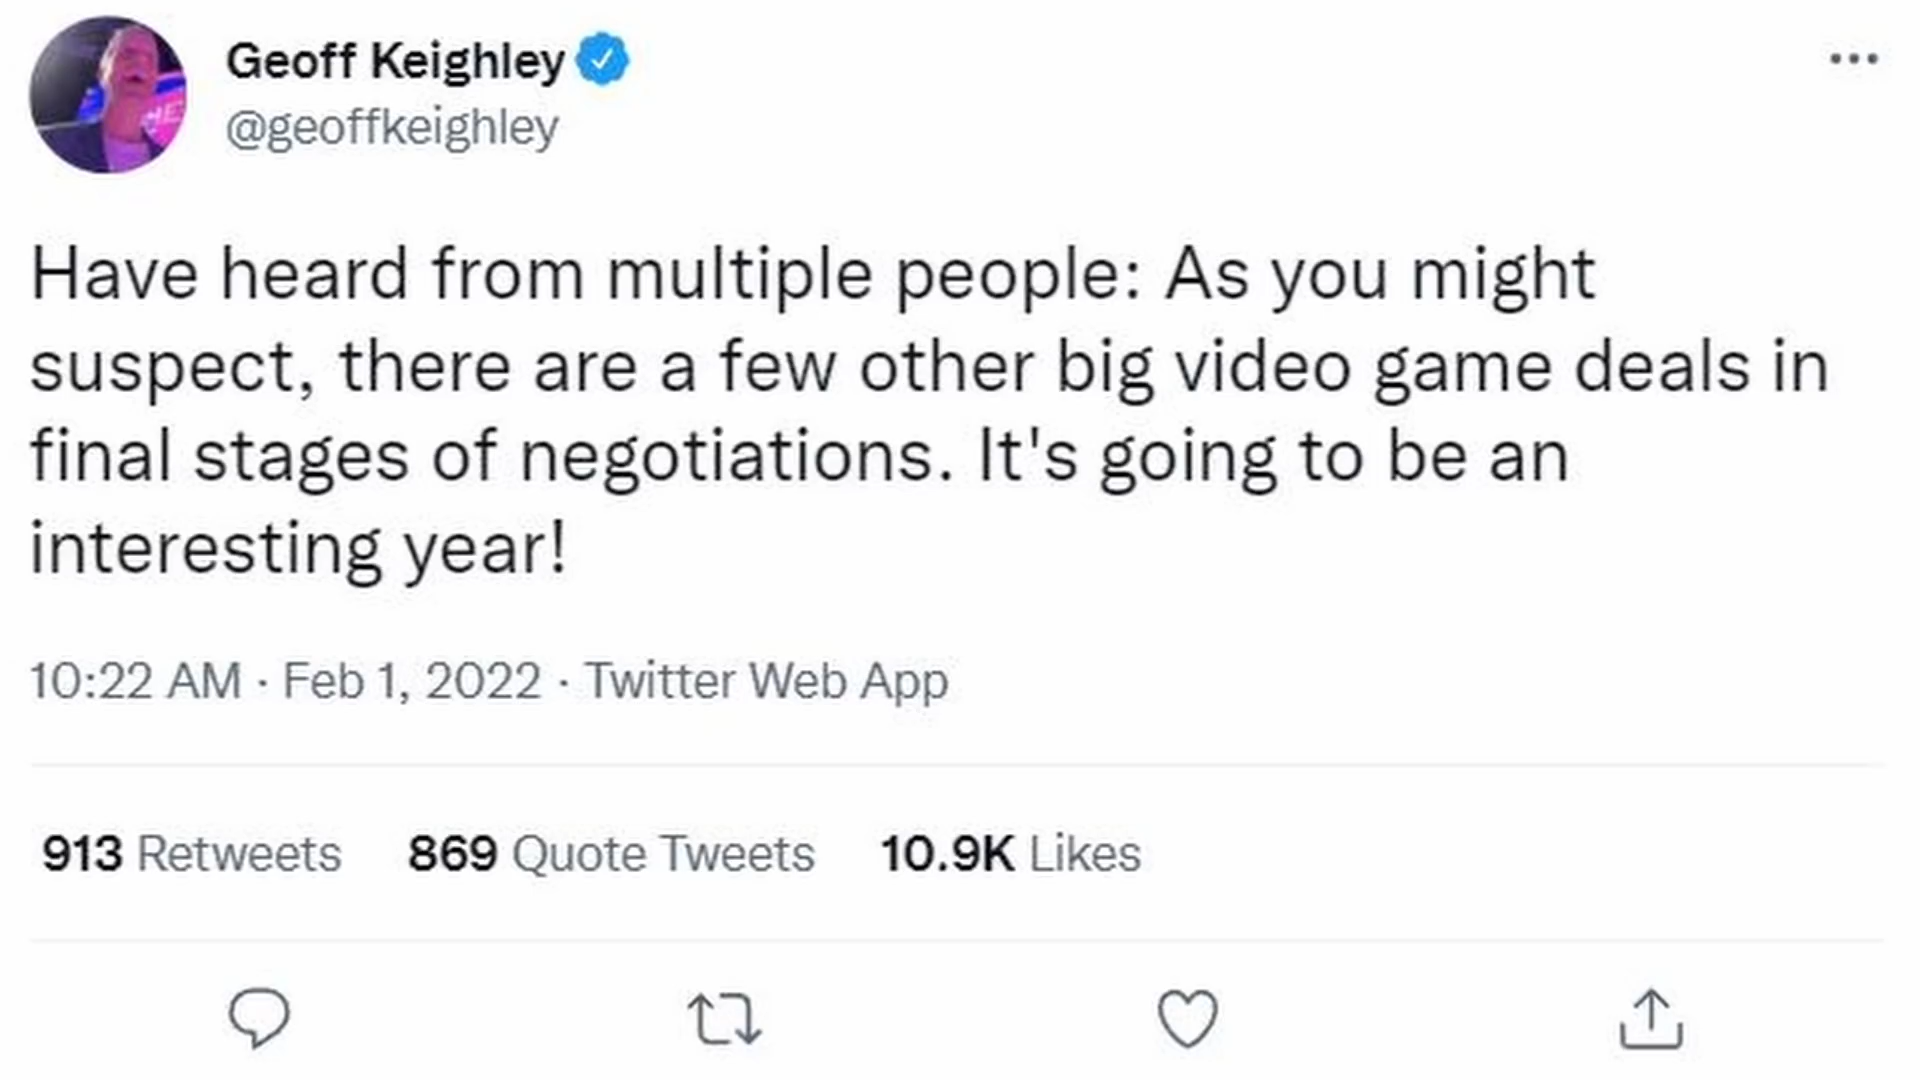 Geoff Keighley
@geoffkeighley
Have heard from multiple people: As you might
suspect, there are a few other big video game deals in
final stages of negotiations. It's going to be an
interesting year!
10:22 AM · Feb 1, 2022 · Twitter Web App
913 Retweets 869 Quote Tweets 10.9K Likes